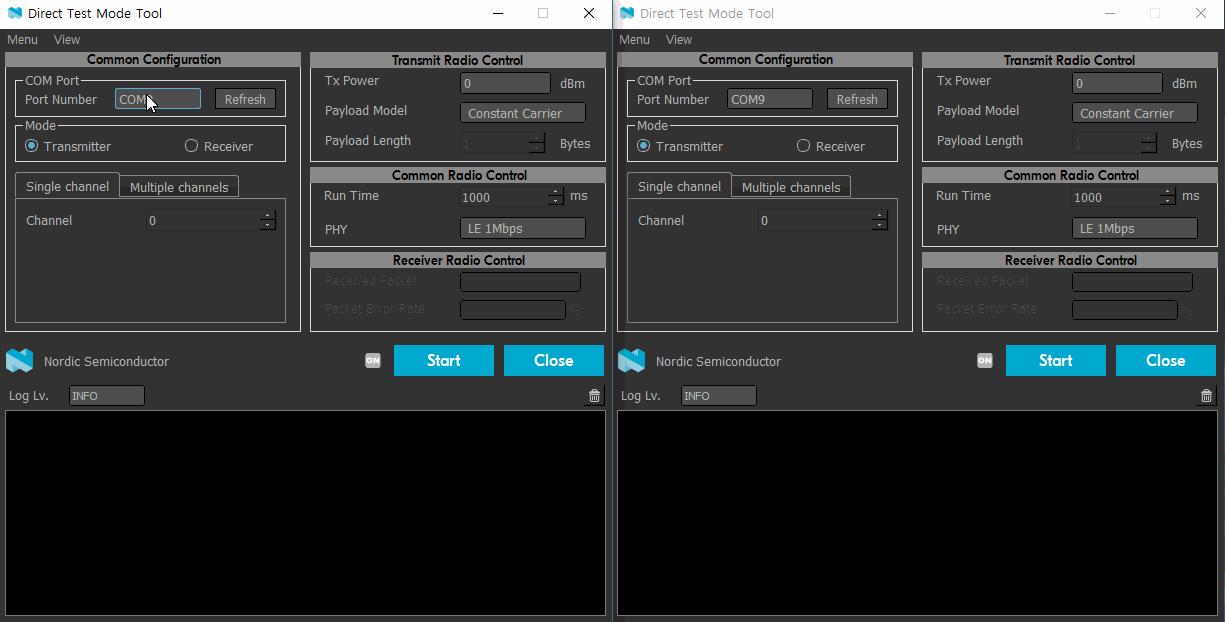 Direct Test Mode Tool
Menu View
Common Configuration
COM Port
Port Number COM Refresh
Mode
Transmitter Receiver
Single channel Multiple channels
Channel 0
Transmit Radio Control
Tx Power 0 dBm
Payload Model Constant Carrier
Payload Length 1 Bytes
Common Radio Control
Run Time 1000 ms
PHY LE 1Mbps
Receiver Radio Control
Received Packet
Packet Error Rate %
Nordic Semiconductor ON Start Close
Log Lv. INFO
Direct Test Mode Tool
Menu View
Common Configuration
COM Port
Port Number COM9 Refresh
Mode
Transmitter Receiver
Single channel Multiple channels
Channel 0
Transmit Radio Control
Tx Power 0 dBm
Payload Model Constant Carrier
Payload Length 1 Bytes
Common Radio Control
Run Time 1000 ms
PHY LE 1Mbps
Receiver Radio Control
Received Packet
Packet Error Rate %
Nordic Semiconductor ON Start Close
Log Lv. INFO